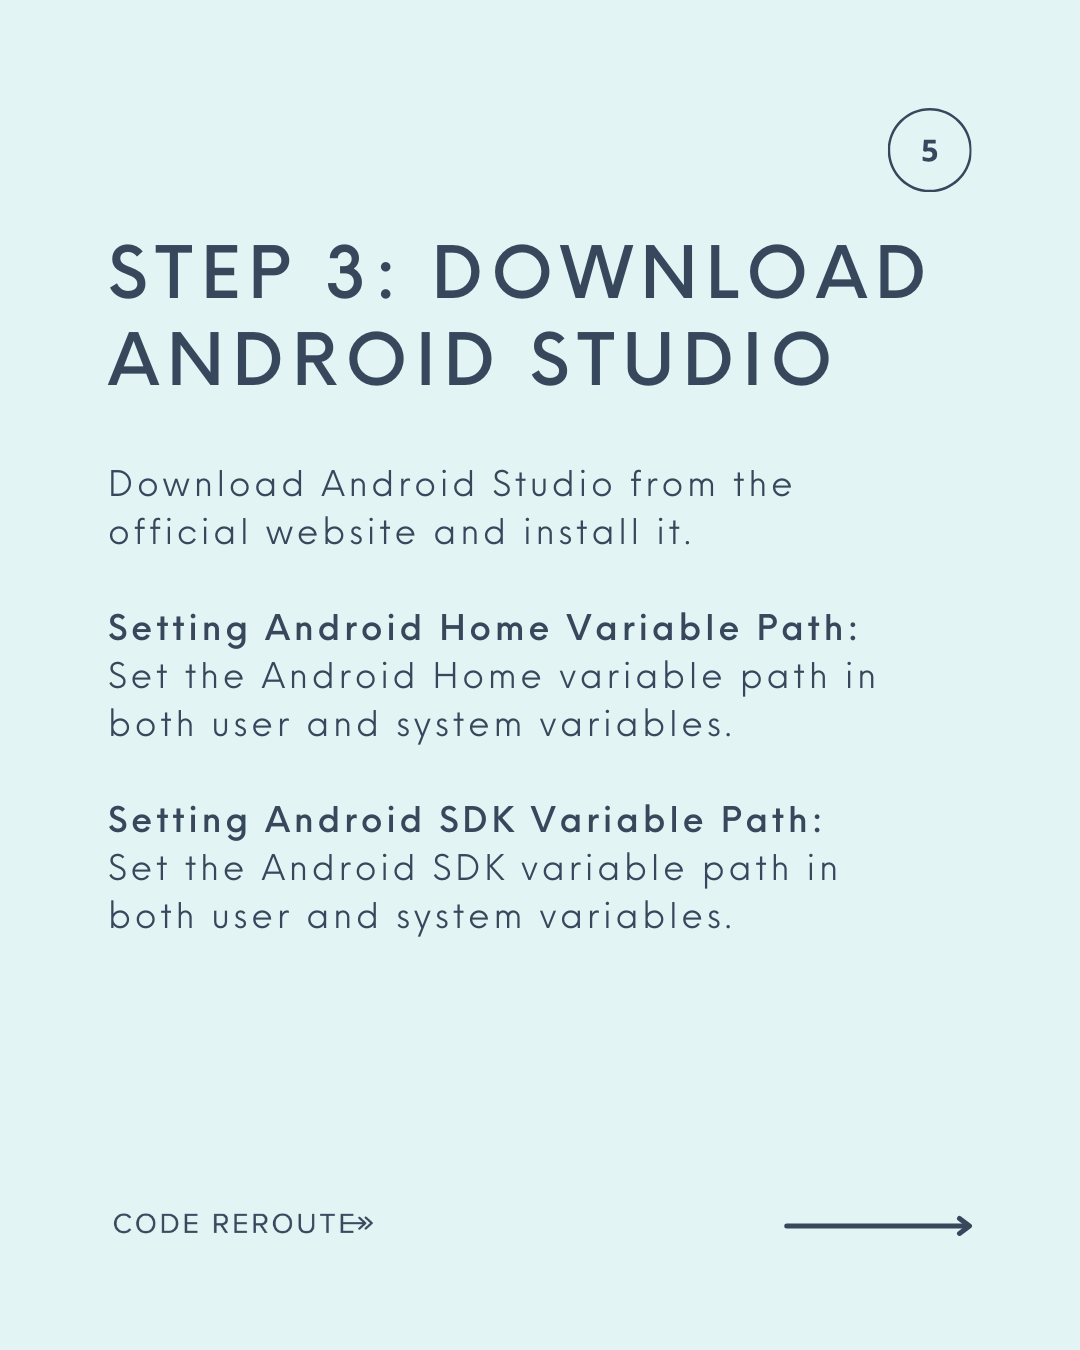 5
STEP 3: DOWNLOAD
ANDROID STUDIO
Download Android Studio from the
official website and install it.
Setting Android Home Variable Path:
Set the Android Home variable path in
both user and system variables.
Setting Android SDK Variable Path:
Set the Android SDK variable path in
both user and system variables.
CODE REROUTE